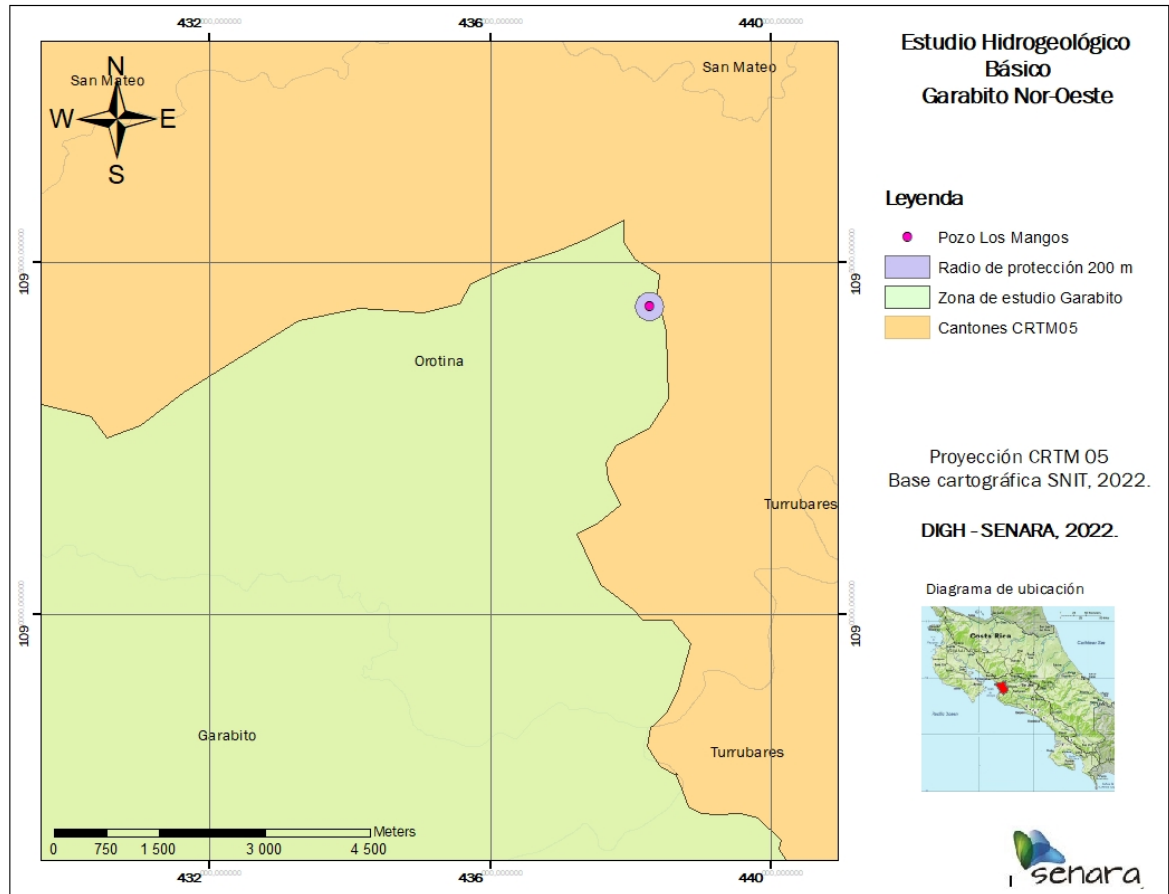 432
436
440
Estudio Hidrogeológico
Básico
Garabito Nor-Oeste
San Mateo
San Mateo
N
W
E
S
Leyenda
Pozo Los Mangos
Radio de protección 200 m
Zona de estudio Garabito
Cantones CRTM05
109
109
Orotina
Proyección CRTM 05
Base cartográfica SNIT, 2022.
Turrubares
DIGH - SENARA, 2022.
Diagrama de ubicación
Costa Rica
109
109
Garabito
Turrubares
Meters
0 750 1 500 3 000 4 500
432
436
440
senara